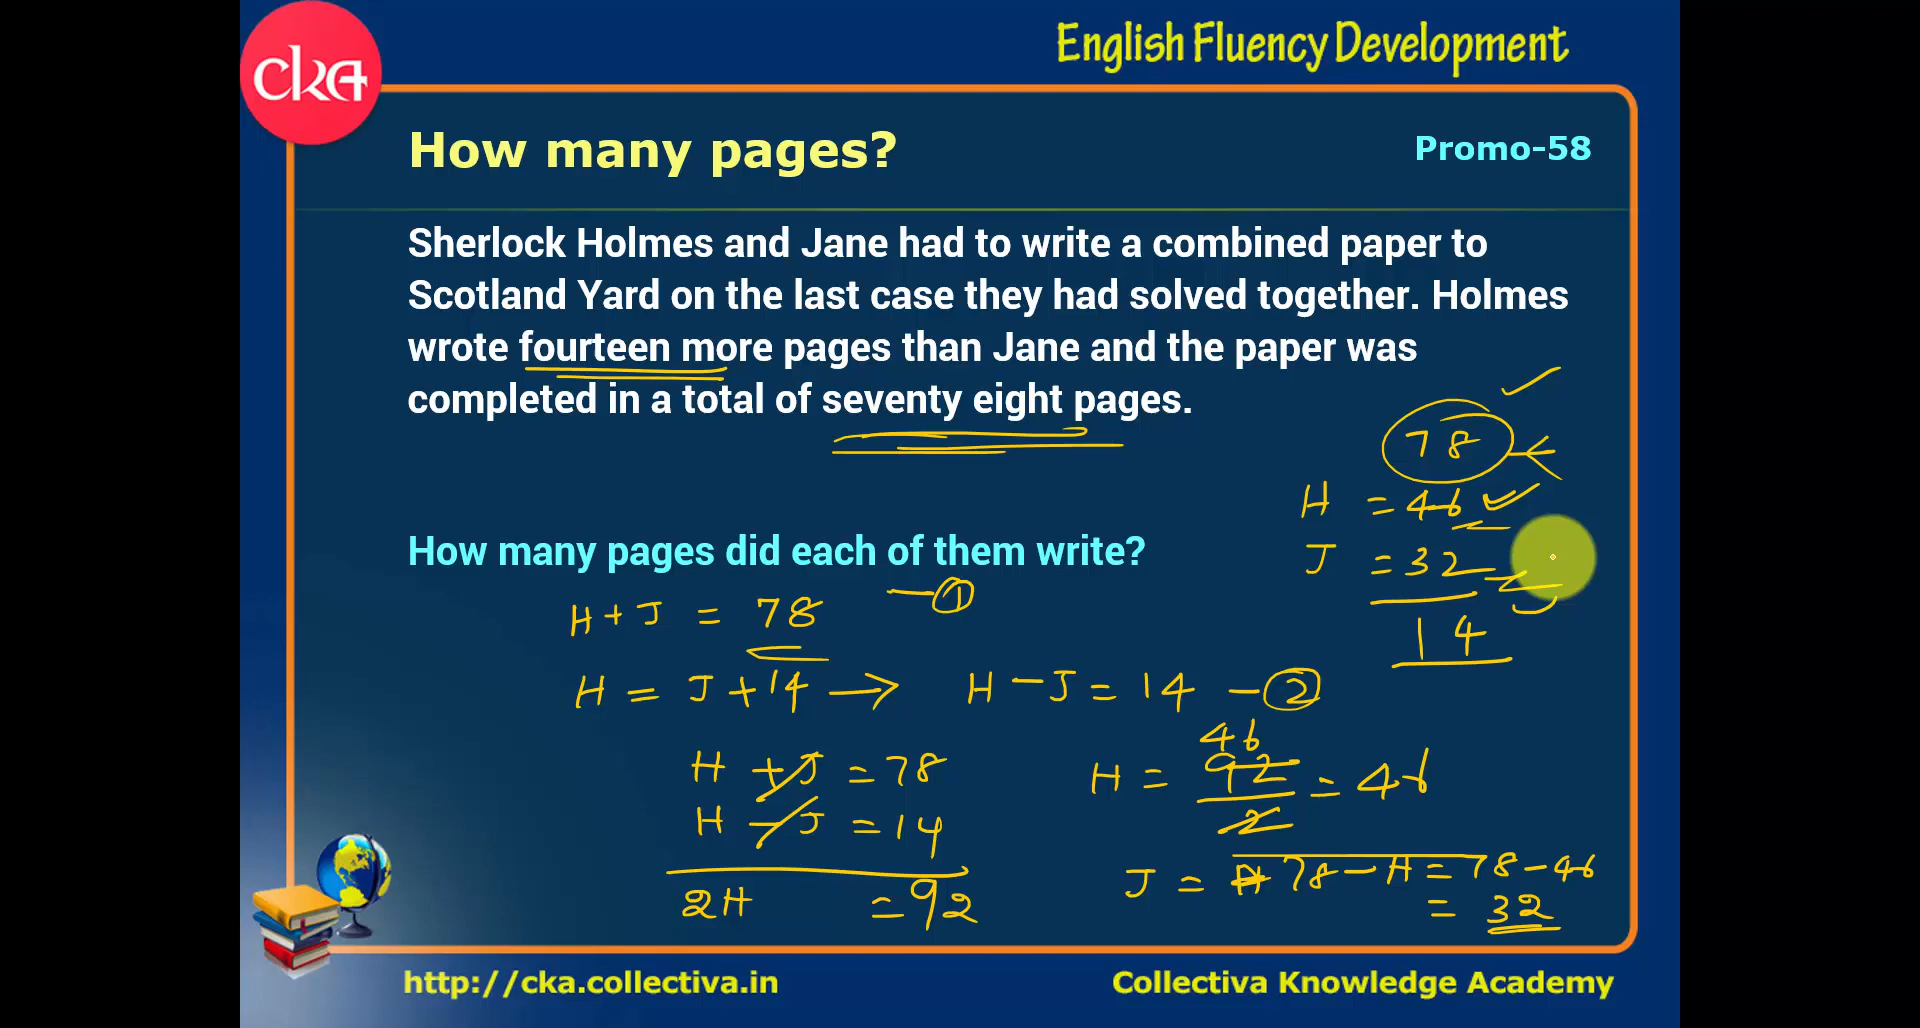 cka
English Fluency Development
How many pages?
Promo-58
Sherlock Holmes and Jane had to write a combined paper to
Scotland Yard on the last case they had solved together. Holmes
wrote fourteen more pages than Jane and the paper was
completed in a total of seventy eight pages.
78
H = 46
J = 32
14
How many pages did each of them write?
H + J = 78 — 1
H = J + 14 → H - J = 14 - 2
H + J = 78
H - J = 14
2H = 92
46
H = 92/2 = 46
J = 78 - H = 78 - 46
= 32
http://cka.collectiva.in
Collectiva Knowledge Academy